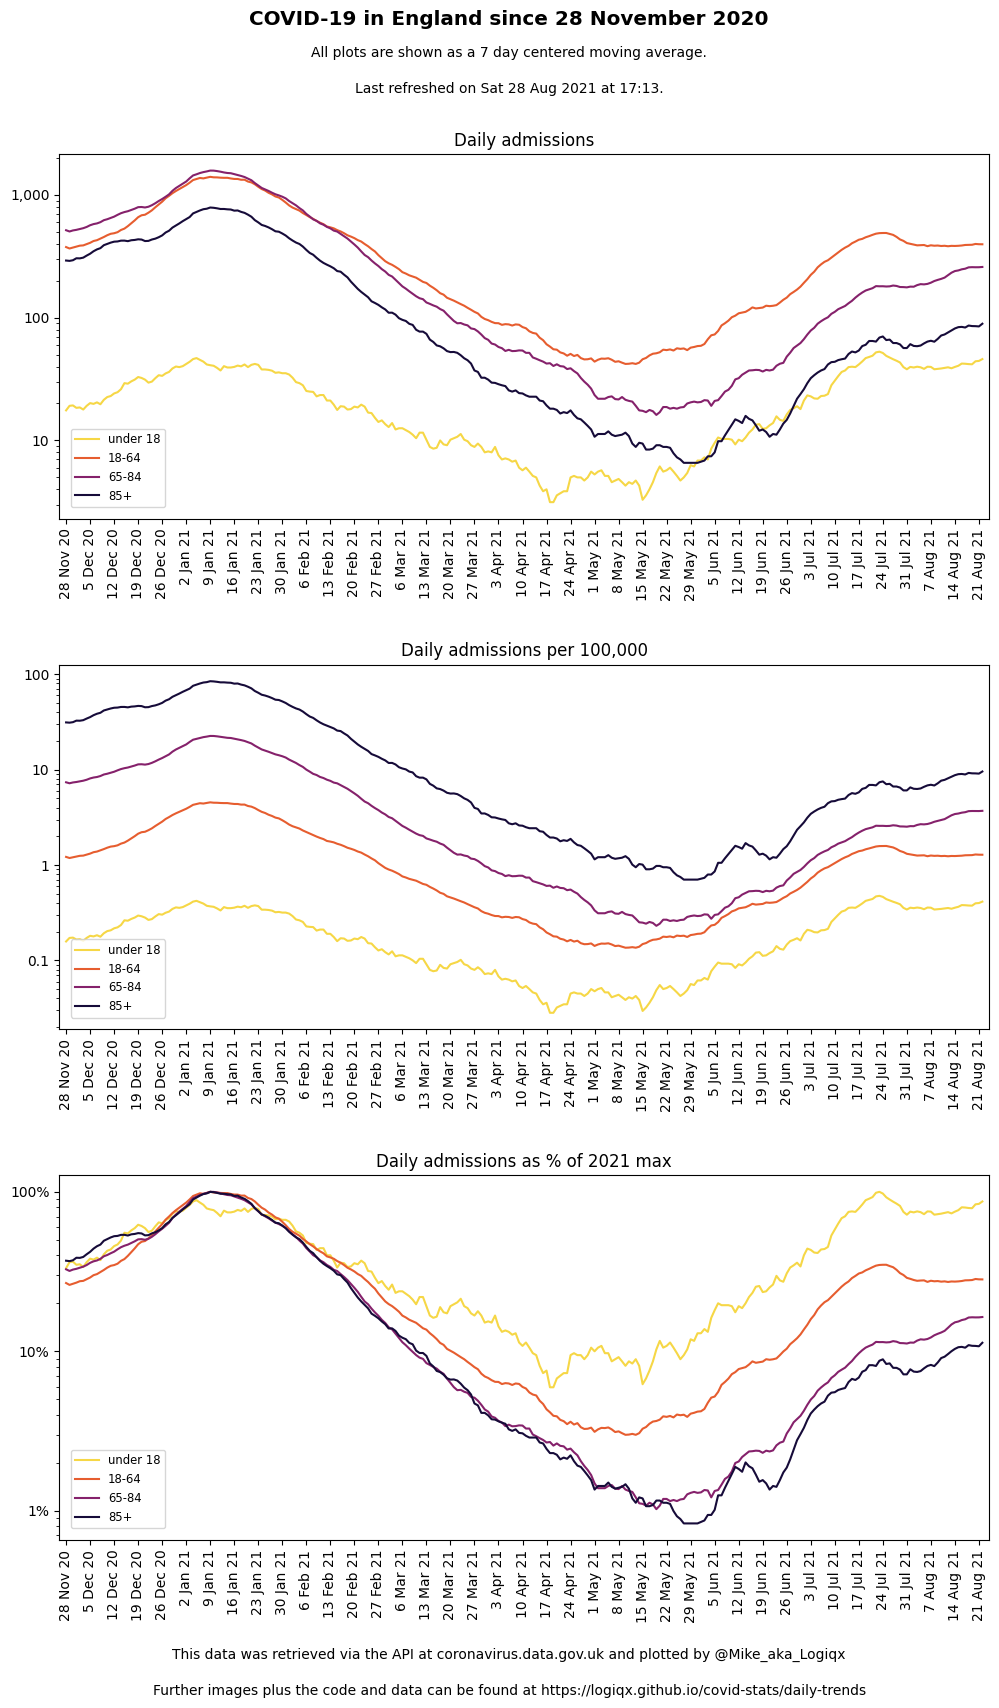 COVID-19 in England since 28 November 2020
All plots are shown as a 7 day centered moving average.
Last refreshed on Sat 28 Aug 2021 at 17:13.
Daily admissions
1,000
100
10
under 18
18-64
65-84
85+
28 Nov 20
5 Dec 20
12 Dec 20
19 Dec 20
26 Dec 20
2 Jan 21
9 Jan 21
16 Jan 21
23 Jan 21
30 Jan 21
6 Feb 21
13 Feb 21
20 Feb 21
27 Feb 21
6 Mar 21
13 Mar 21
20 Mar 21
27 Mar 21
3 Apr 21
10 Apr 21
17 Apr 21
24 Apr 21
1 May 21
8 May 21
15 May 21
22 May 21
29 May 21
5 Jun 21
12 Jun 21
19 Jun 21
26 Jun 21
3 Jul 21
10 Jul 21
17 Jul 21
24 Jul 21
31 Jul 21
7 Aug 21
14 Aug 21
21 Aug 21
Daily admissions per 100,000
100
10
1
0.1
under 18
18-64
65-84
85+
28 Nov 20
5 Dec 20
12 Dec 20
19 Dec 20
26 Dec 20
2 Jan 21
9 Jan 21
16 Jan 21
23 Jan 21
30 Jan 21
6 Feb 21
13 Feb 21
20 Feb 21
27 Feb 21
6 Mar 21
13 Mar 21
20 Mar 21
27 Mar 21
3 Apr 21
10 Apr 21
17 Apr 21
24 Apr 21
1 May 21
8 May 21
15 May 21
22 May 21
29 May 21
5 Jun 21
12 Jun 21
19 Jun 21
26 Jun 21
3 Jul 21
10 Jul 21
17 Jul 21
24 Jul 21
31 Jul 21
7 Aug 21
14 Aug 21
21 Aug 21
Daily admissions as % of 2021 max
100%
10%
1%
under 18
18-64
65-84
85+
28 Nov 20
5 Dec 20
12 Dec 20
19 Dec 20
26 Dec 20
2 Jan 21
9 Jan 21
16 Jan 21
23 Jan 21
30 Jan 21
6 Feb 21
13 Feb 21
20 Feb 21
27 Feb 21
6 Mar 21
13 Mar 21
20 Mar 21
27 Mar 21
3 Apr 21
10 Apr 21
17 Apr 21
24 Apr 21
1 May 21
8 May 21
15 May 21
22 May 21
29 May 21
5 Jun 21
12 Jun 21
19 Jun 21
26 Jun 21
3 Jul 21
10 Jul 21
17 Jul 21
24 Jul 21
31 Jul 21
7 Aug 21
14 Aug 21
21 Aug 21
This data was retrieved via the API at coronavirus.data.gov.uk and plotted by @Mike_aka_Logiqx
Further images plus the code and data can be found at https://logiqx.github.io/covid-stats/daily-trends